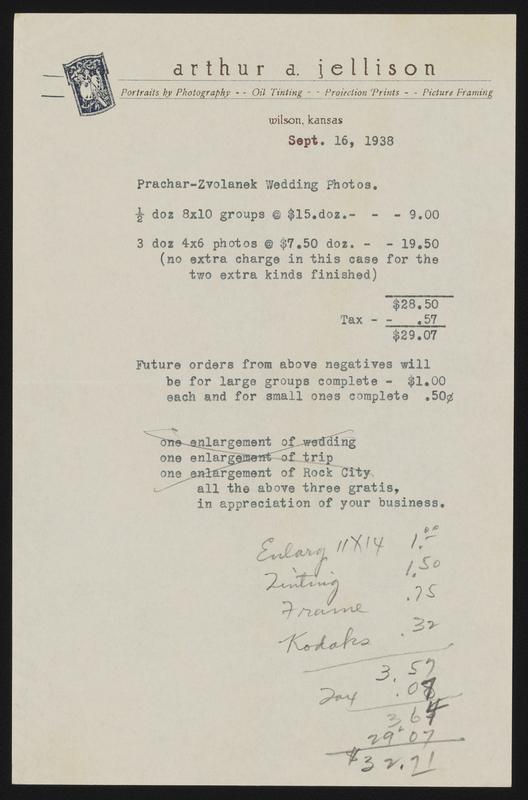 arthur a. jellison
Portraits by Photography - - Oil Tinting - - Projection Prints - - Picture Framing
wilson, kansas
Sept. 16, 1938
Prachar-Zvolanek Wedding Photos.
½ doz 8x10 groups @ $15.doz.- - - 9.00
3 doz 4x6 photos @ $7.50 doz. - - 19.50
(no extra charge in this case for the
two extra kinds finished)
$28.50
Tax - - .57
$29.07
Future orders from above negatives will
be for large groups complete - $1.00
each and for small ones complete .50¢
one enlargement of wedding
one enlargement of trip
one enlargement of Rock City
all the above three gratis,
in appreciation of your business.
Enlarg 11X14 1.00
Tinting 1.50
Frame .75
Kodaks .32
3.57
Tax .07
3 64
29 07
$32.71